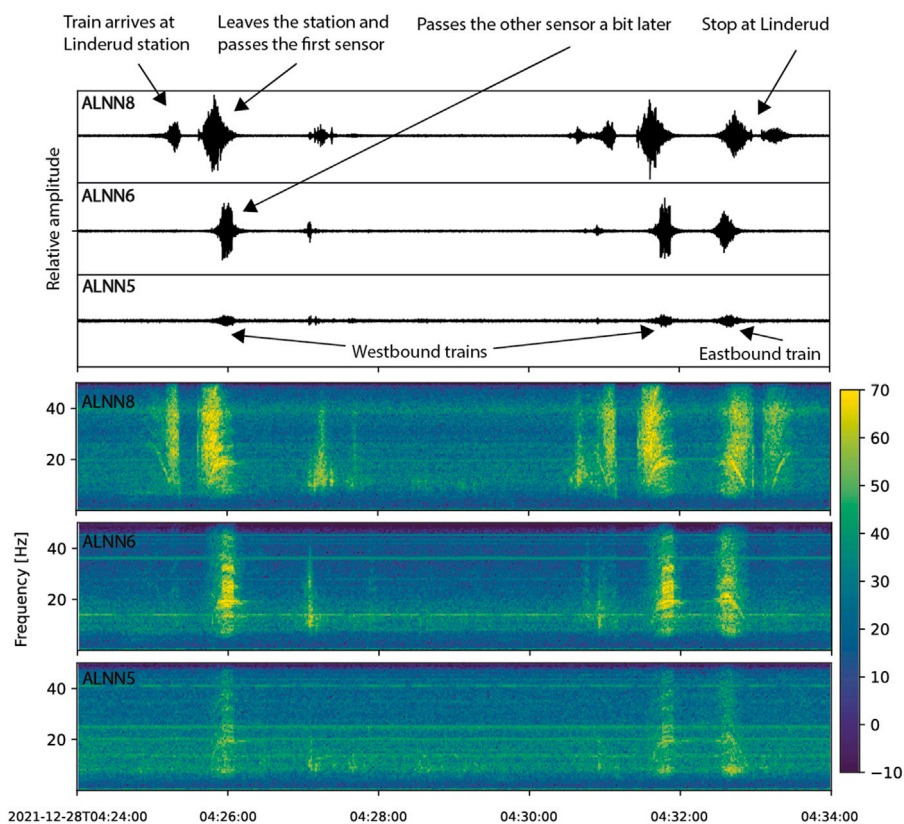 Train arrives at
Linderud station
Leaves the station and
passes the first sensor
Passes the other sensor a bit later
Stop at Linderud
ALNN8
ALNN6
ALNN5
Relative amplitude
Westbound trains
Eastbound train
ALNN8
40
20
ALNN6
40
20
ALNN5
40
20
Frequency [Hz]
70
60
50
40
30
20
10
0
−10
2021-12-28T04:24:00
04:26:00
04:28:00
04:30:00
04:32:00
04:34:00